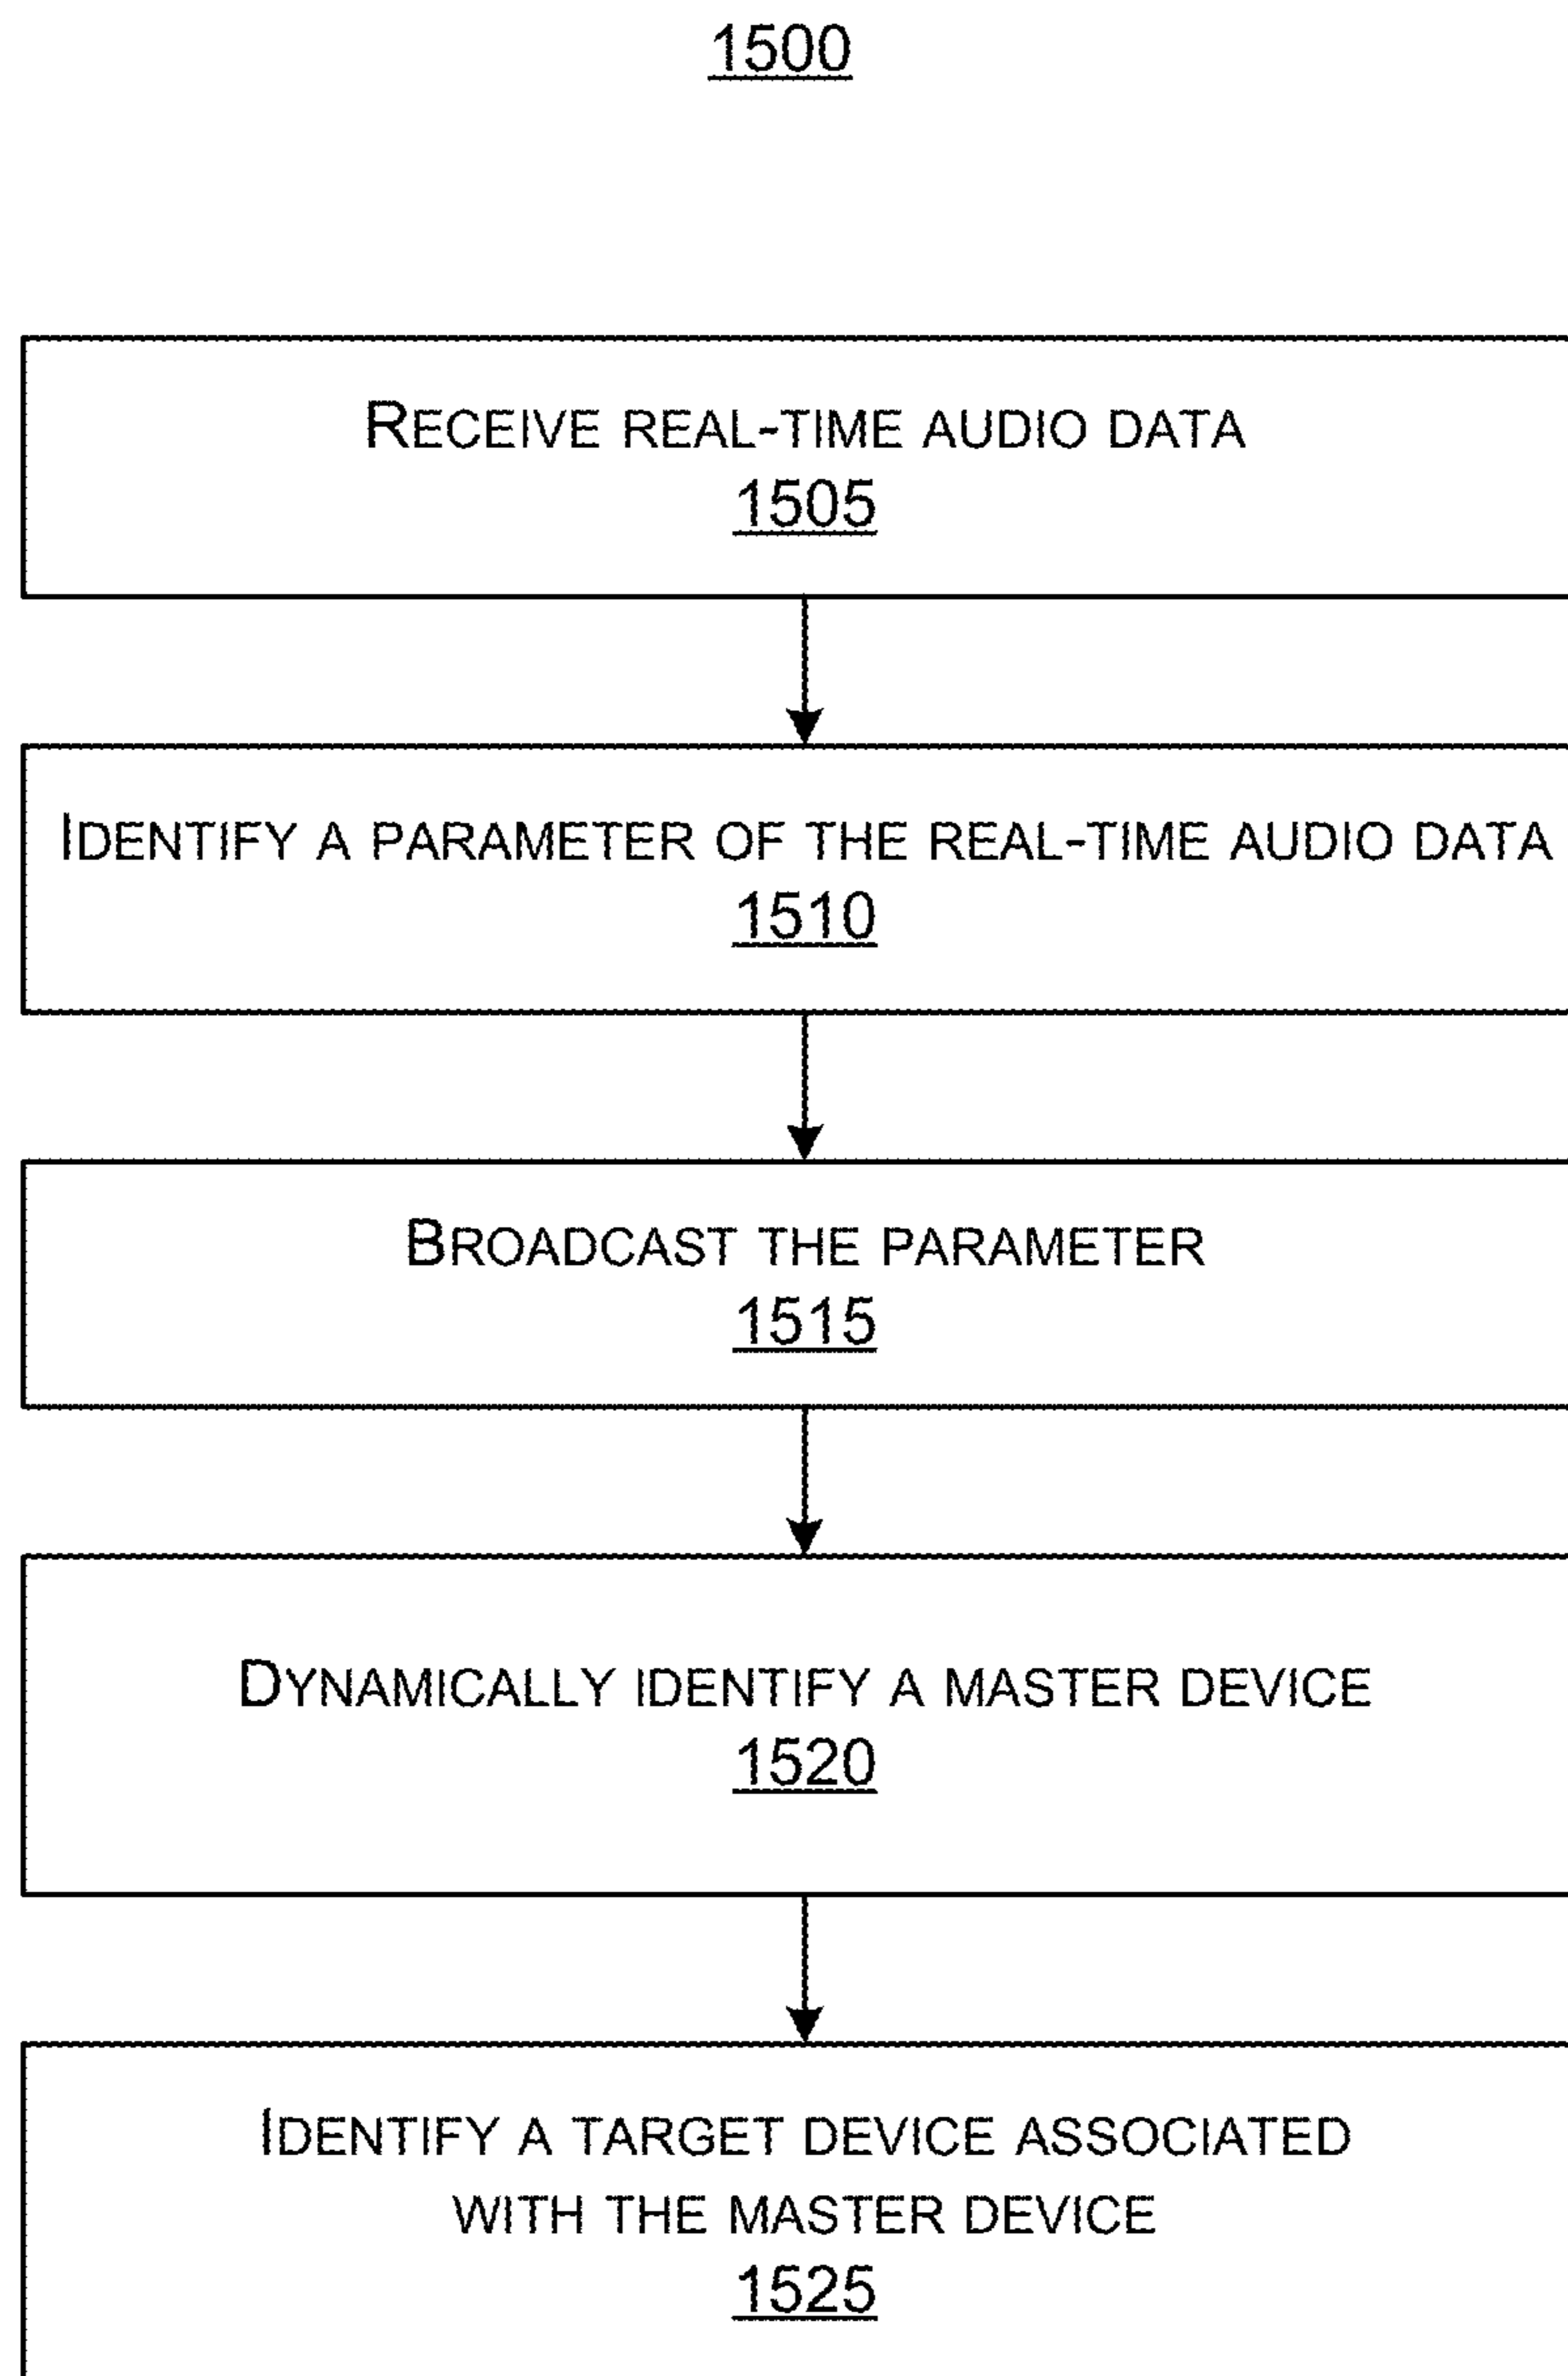 1500
RECEIVE REAL-TIME AUDIO DATA
1505
IDENTIFY A PARAMETER OF THE REAL-TIME AUDIO DATA
1510
BROADCAST THE PARAMETER
1515
DYNAMICALLY IDENTIFY A MASTER DEVICE
1520
IDENTIFY A TARGET DEVICE ASSOCIATED
WITH THE MASTER DEVICE
1525